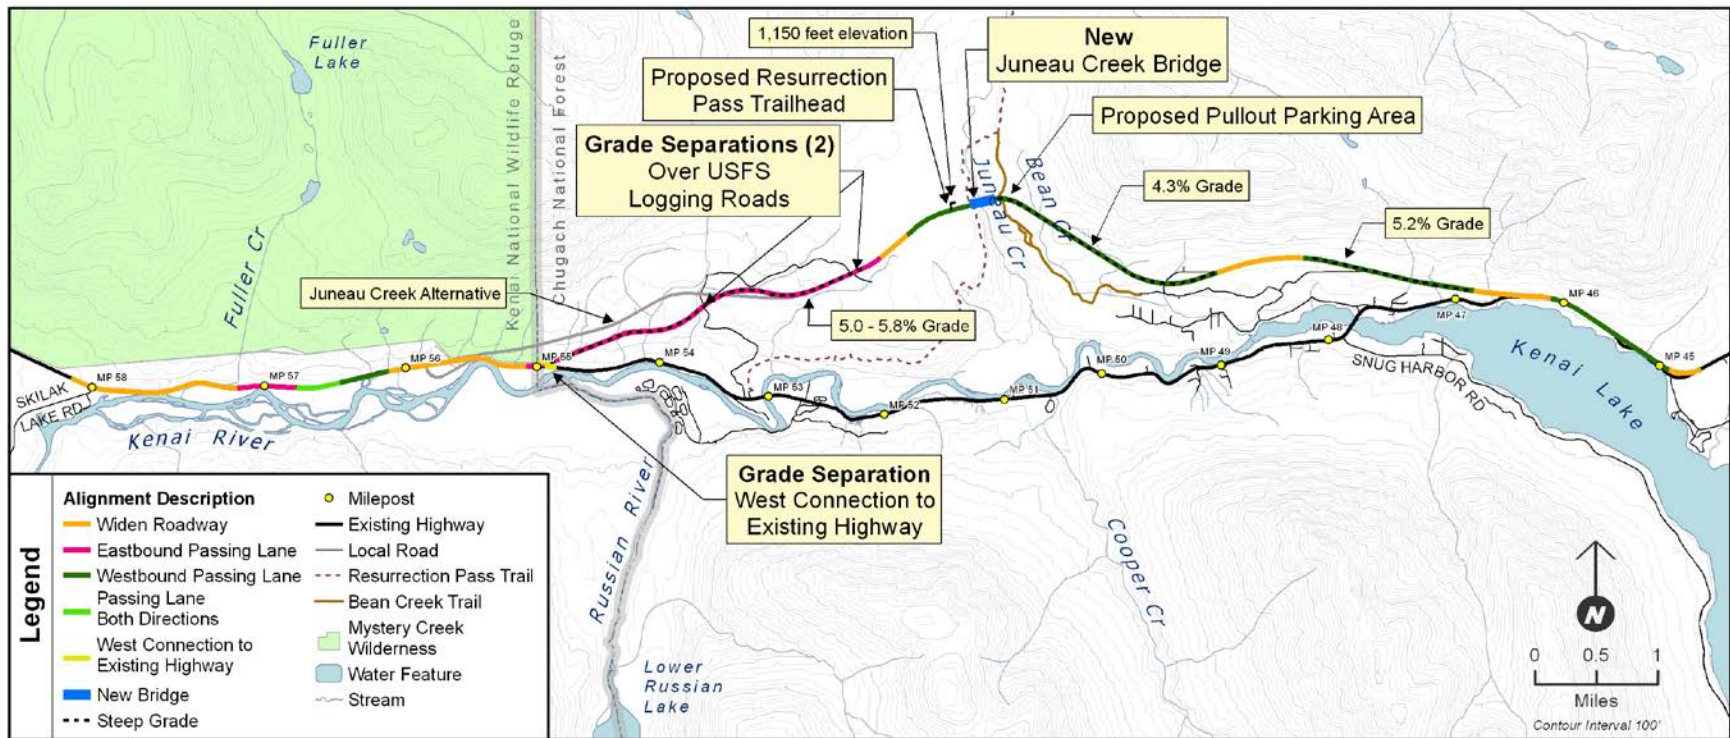 Fuller
Lake
1,150 feet elevation
New
Juneau Creek Bridge
Proposed Resurrection
Pass Trailhead
Proposed Pullout Parking Area
Grade Separations (2)
Over USFS
Logging Roads
Kenai National Wildlife Refuge
Chugach National Forest
Juneau Cr
Bean Cr
4.3% Grade
5.2% Grade
Fuller Cr
Juneau Creek Alternative
5.0 - 5.8% Grade
MP 58
MP 57
MP 56
MP 55
MP 54
MP 53
MP 52
MP 51
MP 50
MP 49
MP 48
MP 47
MP 46
MP 45
SKILAK
LAKE RD
Kenai River
SNUG HARBOR RD
Kenai Lake
Grade Separation
West Connection to
Existing Highway
Russian River
Cooper Cr
Lower
Russian
Lake
Legend
Alignment Description
Widen Roadway
Eastbound Passing Lane
Westbound Passing Lane
Passing Lane
Both Directions
West Connection to
Existing Highway
New Bridge
Steep Grade
Milepost
Existing Highway
Local Road
Resurrection Pass Trail
Bean Creek Trail
Mystery Creek
Wilderness
Water Feature
Stream
N
0 0.5 1
Miles
Contour Interval 100'